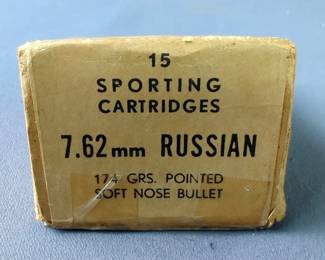 15
SPORTING
CARTRIDGES
7.62mm RUSSIAN
174 GRS. POINTED
SOFT NOSE BULLET